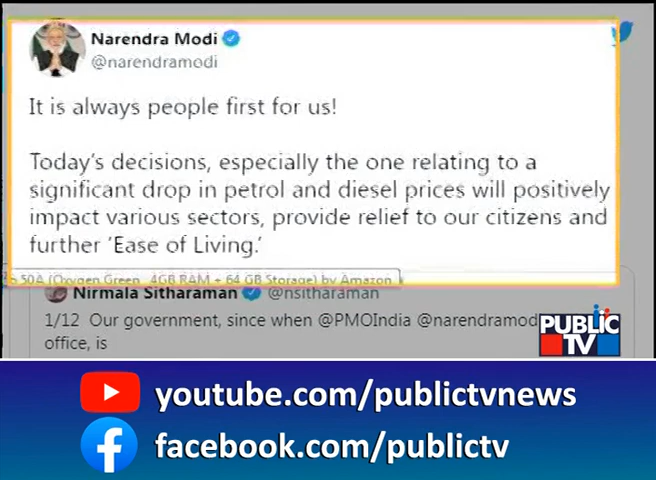 Narendra Modi
@narendramodi
It is always people first for us!
Today's decisions, especially the one relating to a
significant drop in petrol and diesel prices will positively
impact various sectors, provide relief to our citizens and
further 'Ease of Living.'
50A (Oxygen Green, 4GB RAM + 64 GB Storage) by Amazon
Nirmala Sitharaman @nsitharaman
1/12 Our government, since when @PMOIndia @narendramod
office, is
PUBLiC
TV
youtube.com/publictvnews
facebook.com/publictv